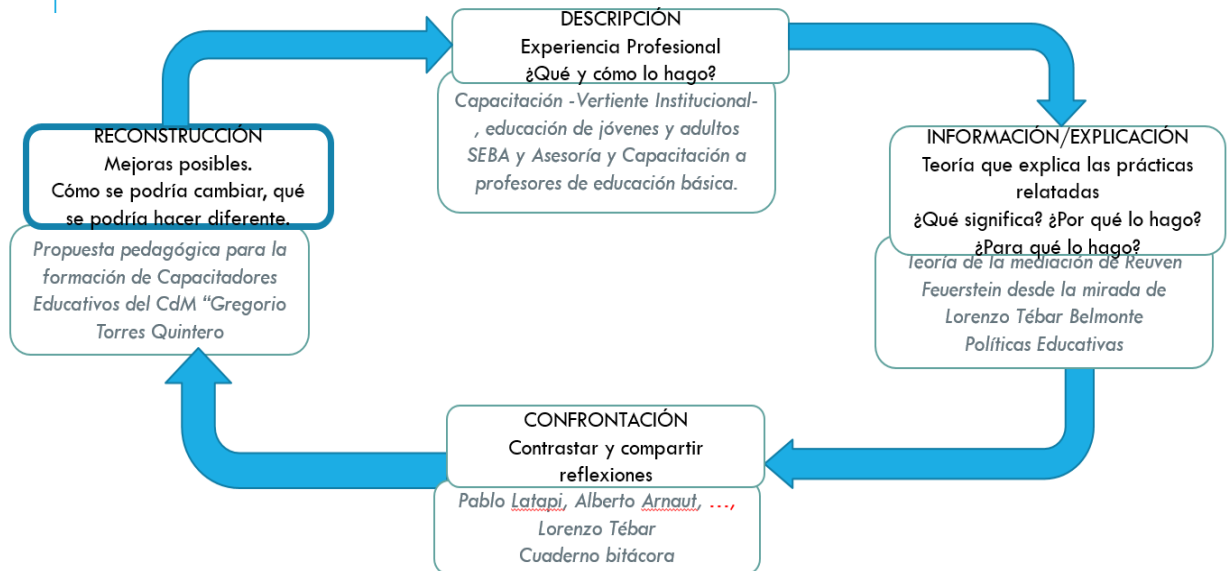 DESCRIPCIÓN
Experiencia Profesional
¿Qué y cómo lo hago?
Capacitación -Vertiente Institucional-
, educación de jóvenes y adultos
SEBA y Asesoría y Capacitación a
profesores de educación básica.
INFORMACIÓN/EXPLICACIÓN
Teoría que explica las prácticas
relatadas
¿Qué significa? ¿Por qué lo hago?
¿Para qué lo hago?
Teoría de la mediación de Reuven
Feuerstein desde la mirada de
Lorenzo Tébar Belmonte
Políticas Educativas
CONFRONTACIÓN
Contrastar y compartir
reflexiones
Pablo Latapi, Alberto Arnaut, ...,
Lorenzo Tébar
Cuaderno bitácora
RECONSTRUCCIÓN
Mejoras posibles.
Cómo se podría cambiar, qué
se podría hacer diferente.
Propuesta pedagógica para la
formación de Capacitadores
Educativos del CdM “Gregorio
Torres Quintero